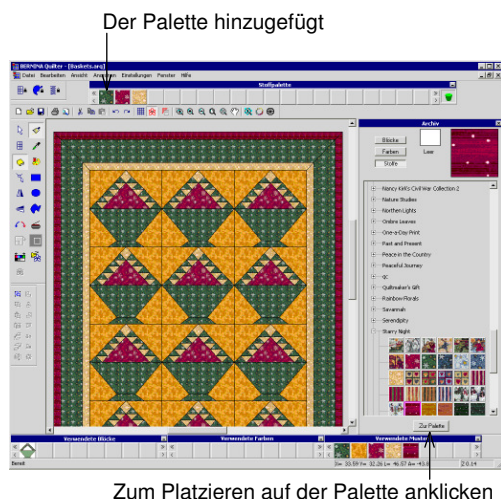 Der Palette hinzugefügt
BERNINA Quilter - [Baskets.arq]
Datei Bearbeiten Ansicht Anpassen Einstellungen Fenster Hilfe
Stoffpalette
Archiv
Blöcke
Farben
Stoffe
Leer
Nancy Kirk's Civil War Collection 2
Nature Studies
Northern Lights
Ombre Leaves
One-a-Day Print
Past and Present
Peace in the Country
Peaceful Journey
qc
Quiltmaker's Gift
Rainbow Florals
Savannah
Serendipity
Starry Night
Zur Palette
Verwendete Blöcke
Verwendete Farben
Verwendete Muster
Bereit
Zum Platzieren auf der Palette anklicken